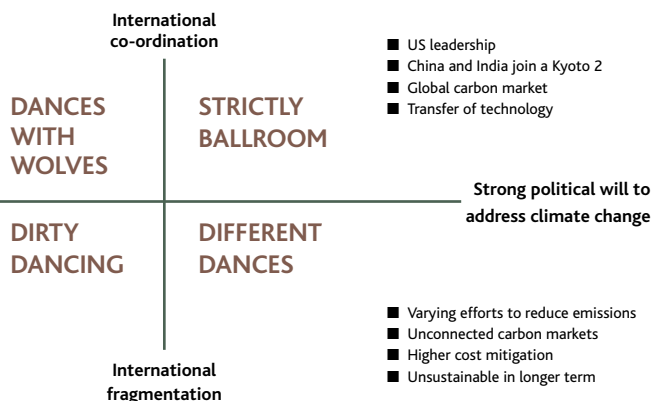 International
co-ordination
■ US leadership
■ China and India join a Kyoto 2
■ Global carbon market
■ Transfer of technology
DANCES
WITH
WOLVES
STRICTLY
BALLROOM
Strong political will to
address climate change
DIRTY
DANCING
DIFFERENT
DANCES
■ Varying efforts to reduce emissions
■ Unconnected carbon markets
■ Higher cost mitigation
■ Unsustainable in longer term
International
fragmentation